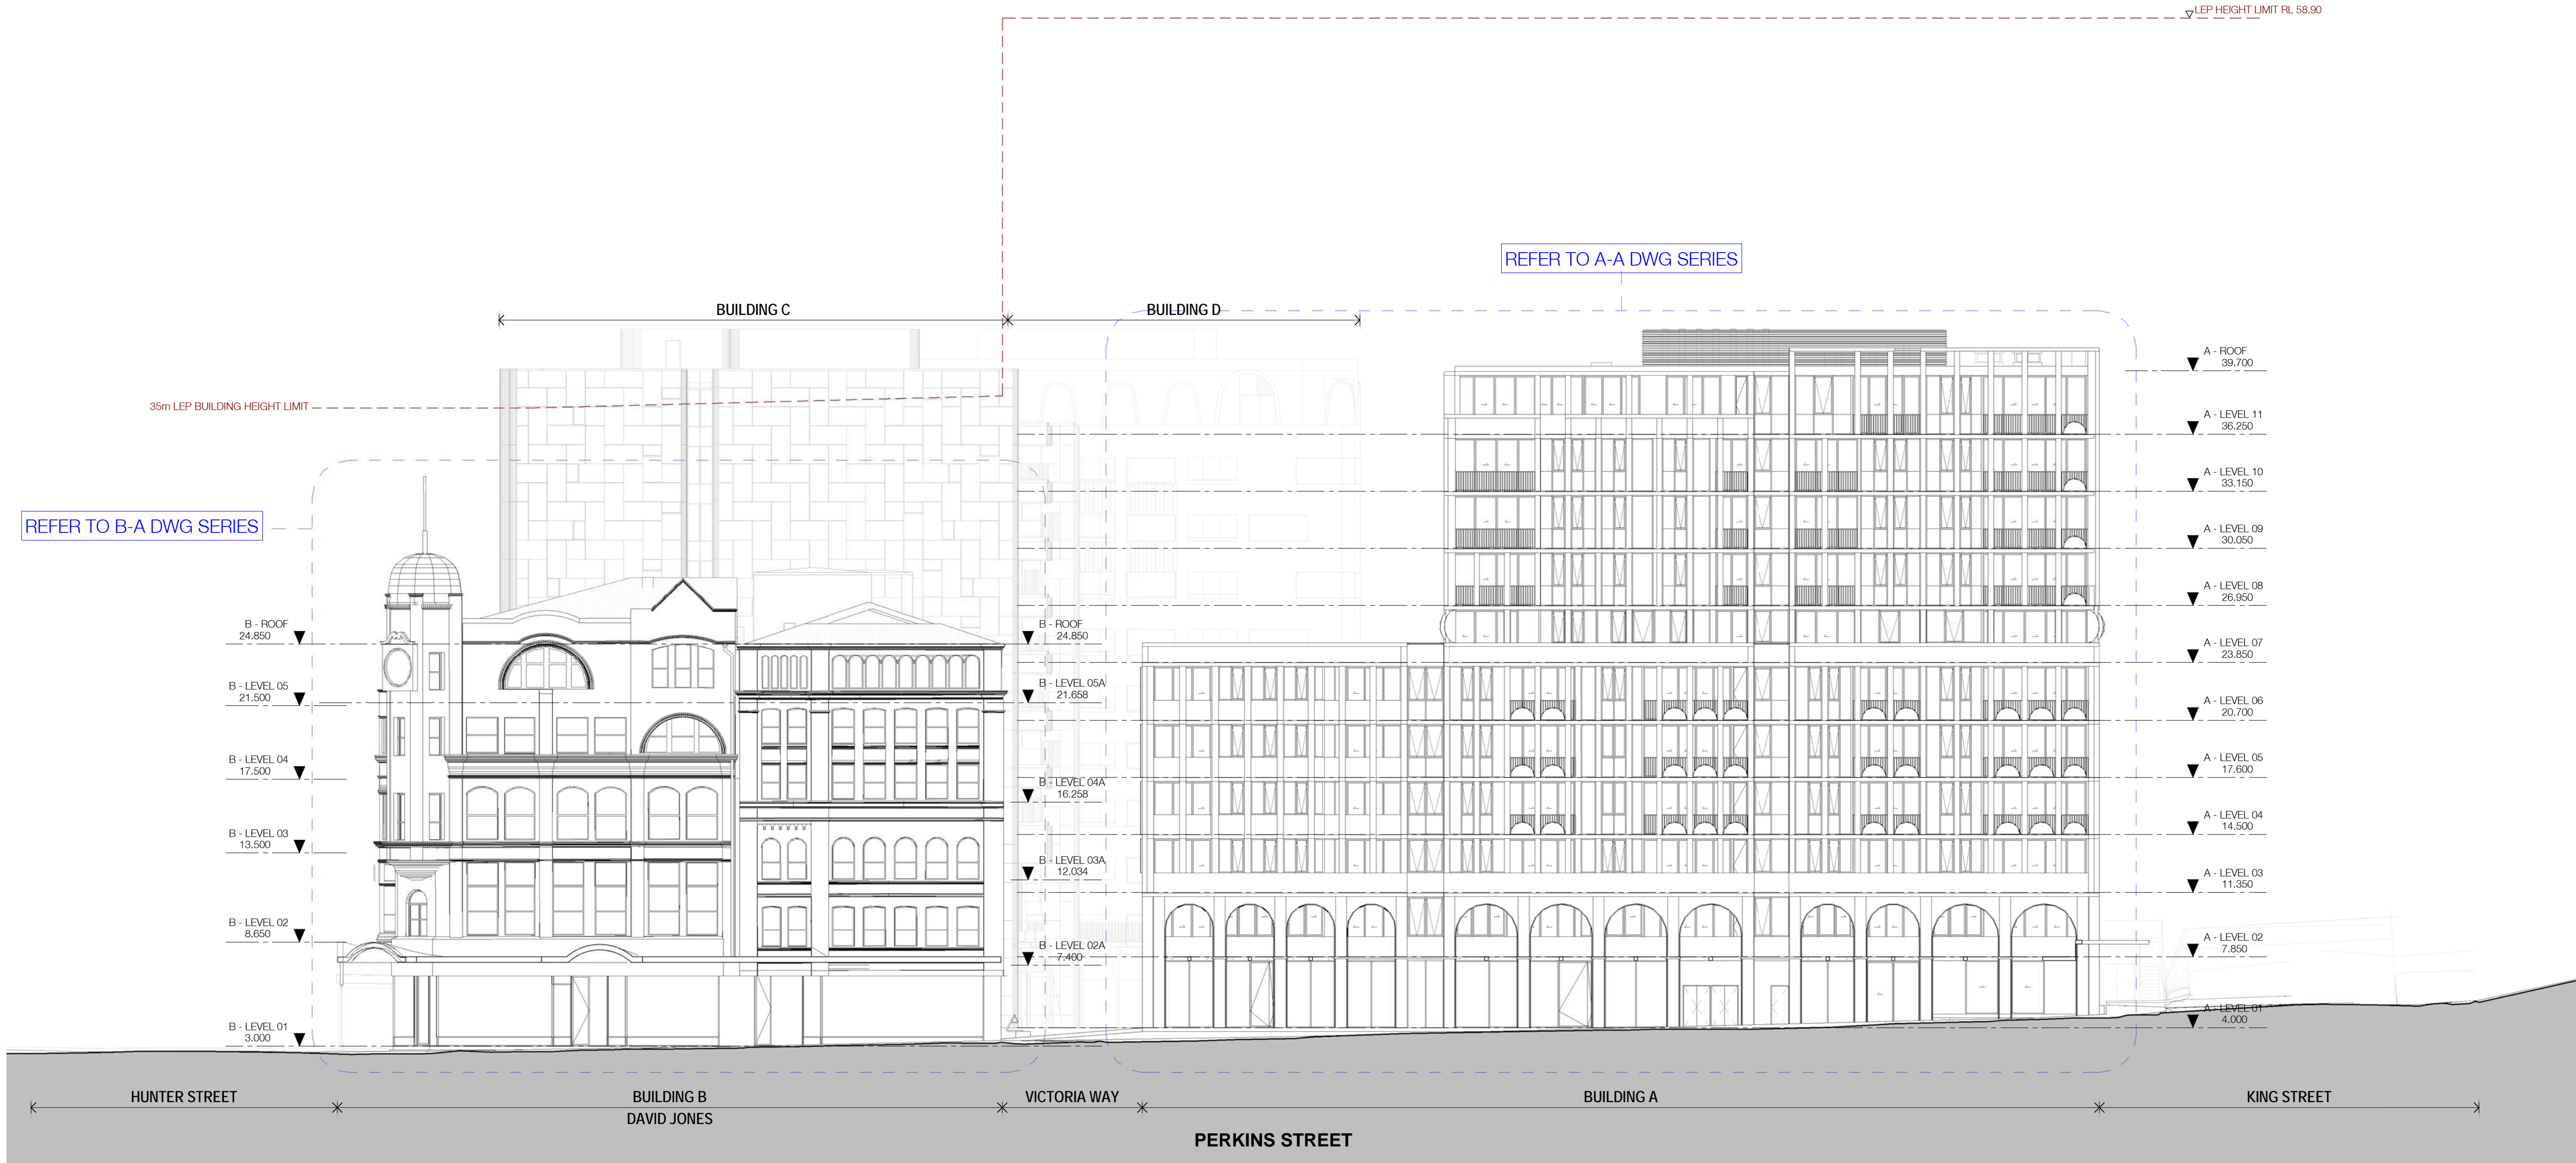 LEP HEIGHT LIMIT RL 58.90
REFER TO A-A DWG SERIES
BUILDING C
BUILDING D
35m LEP BUILDING HEIGHT LIMIT
REFER TO B-A DWG SERIES
A - ROOF
39.700
A - LEVEL 11
36.250
A - LEVEL 10
33.150
A - LEVEL 09
30.050
A - LEVEL 08
26.950
A - LEVEL 07
23.850
A - LEVEL 06
20.700
A - LEVEL 05
17.600
A - LEVEL 04
14.500
A - LEVEL 03
11.350
A - LEVEL 02
7.850
A - LEVEL 01
4.000
B - ROOF
24.850
B - LEVEL 05
21.500
B - LEVEL 04
17.500
B - LEVEL 03
13.500
B - LEVEL 02
8.650
B - LEVEL 01
3.000
B - ROOF
24.850
B - LEVEL 05A
21.658
B - LEVEL 04A
16.258
B - LEVEL 03A
12.034
B - LEVEL 02A
7.400
HUNTER STREET
BUILDING B
DAVID JONES
VICTORIA WAY
BUILDING A
KING STREET
PERKINS STREET